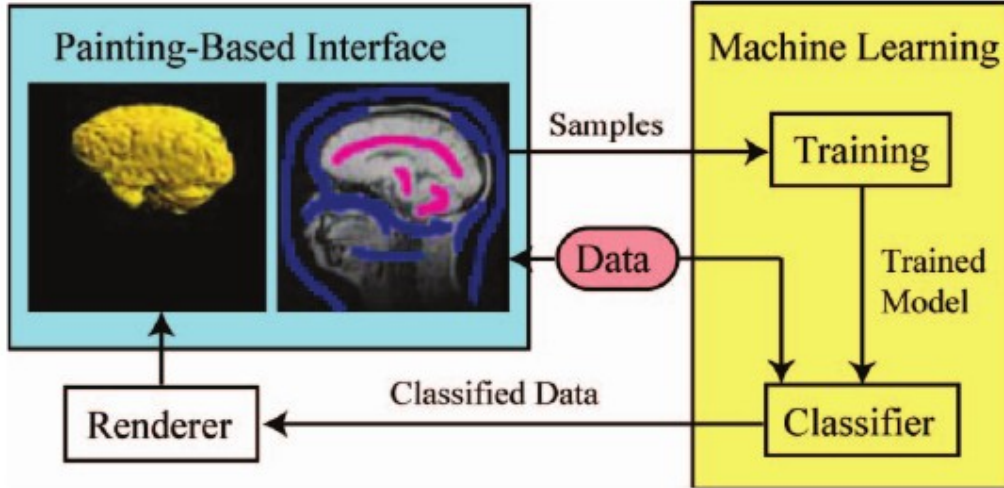 Painting-Based Interface
Machine Learning
Samples
Training
Data
Trained
Model
Classified Data
Renderer
Classifier